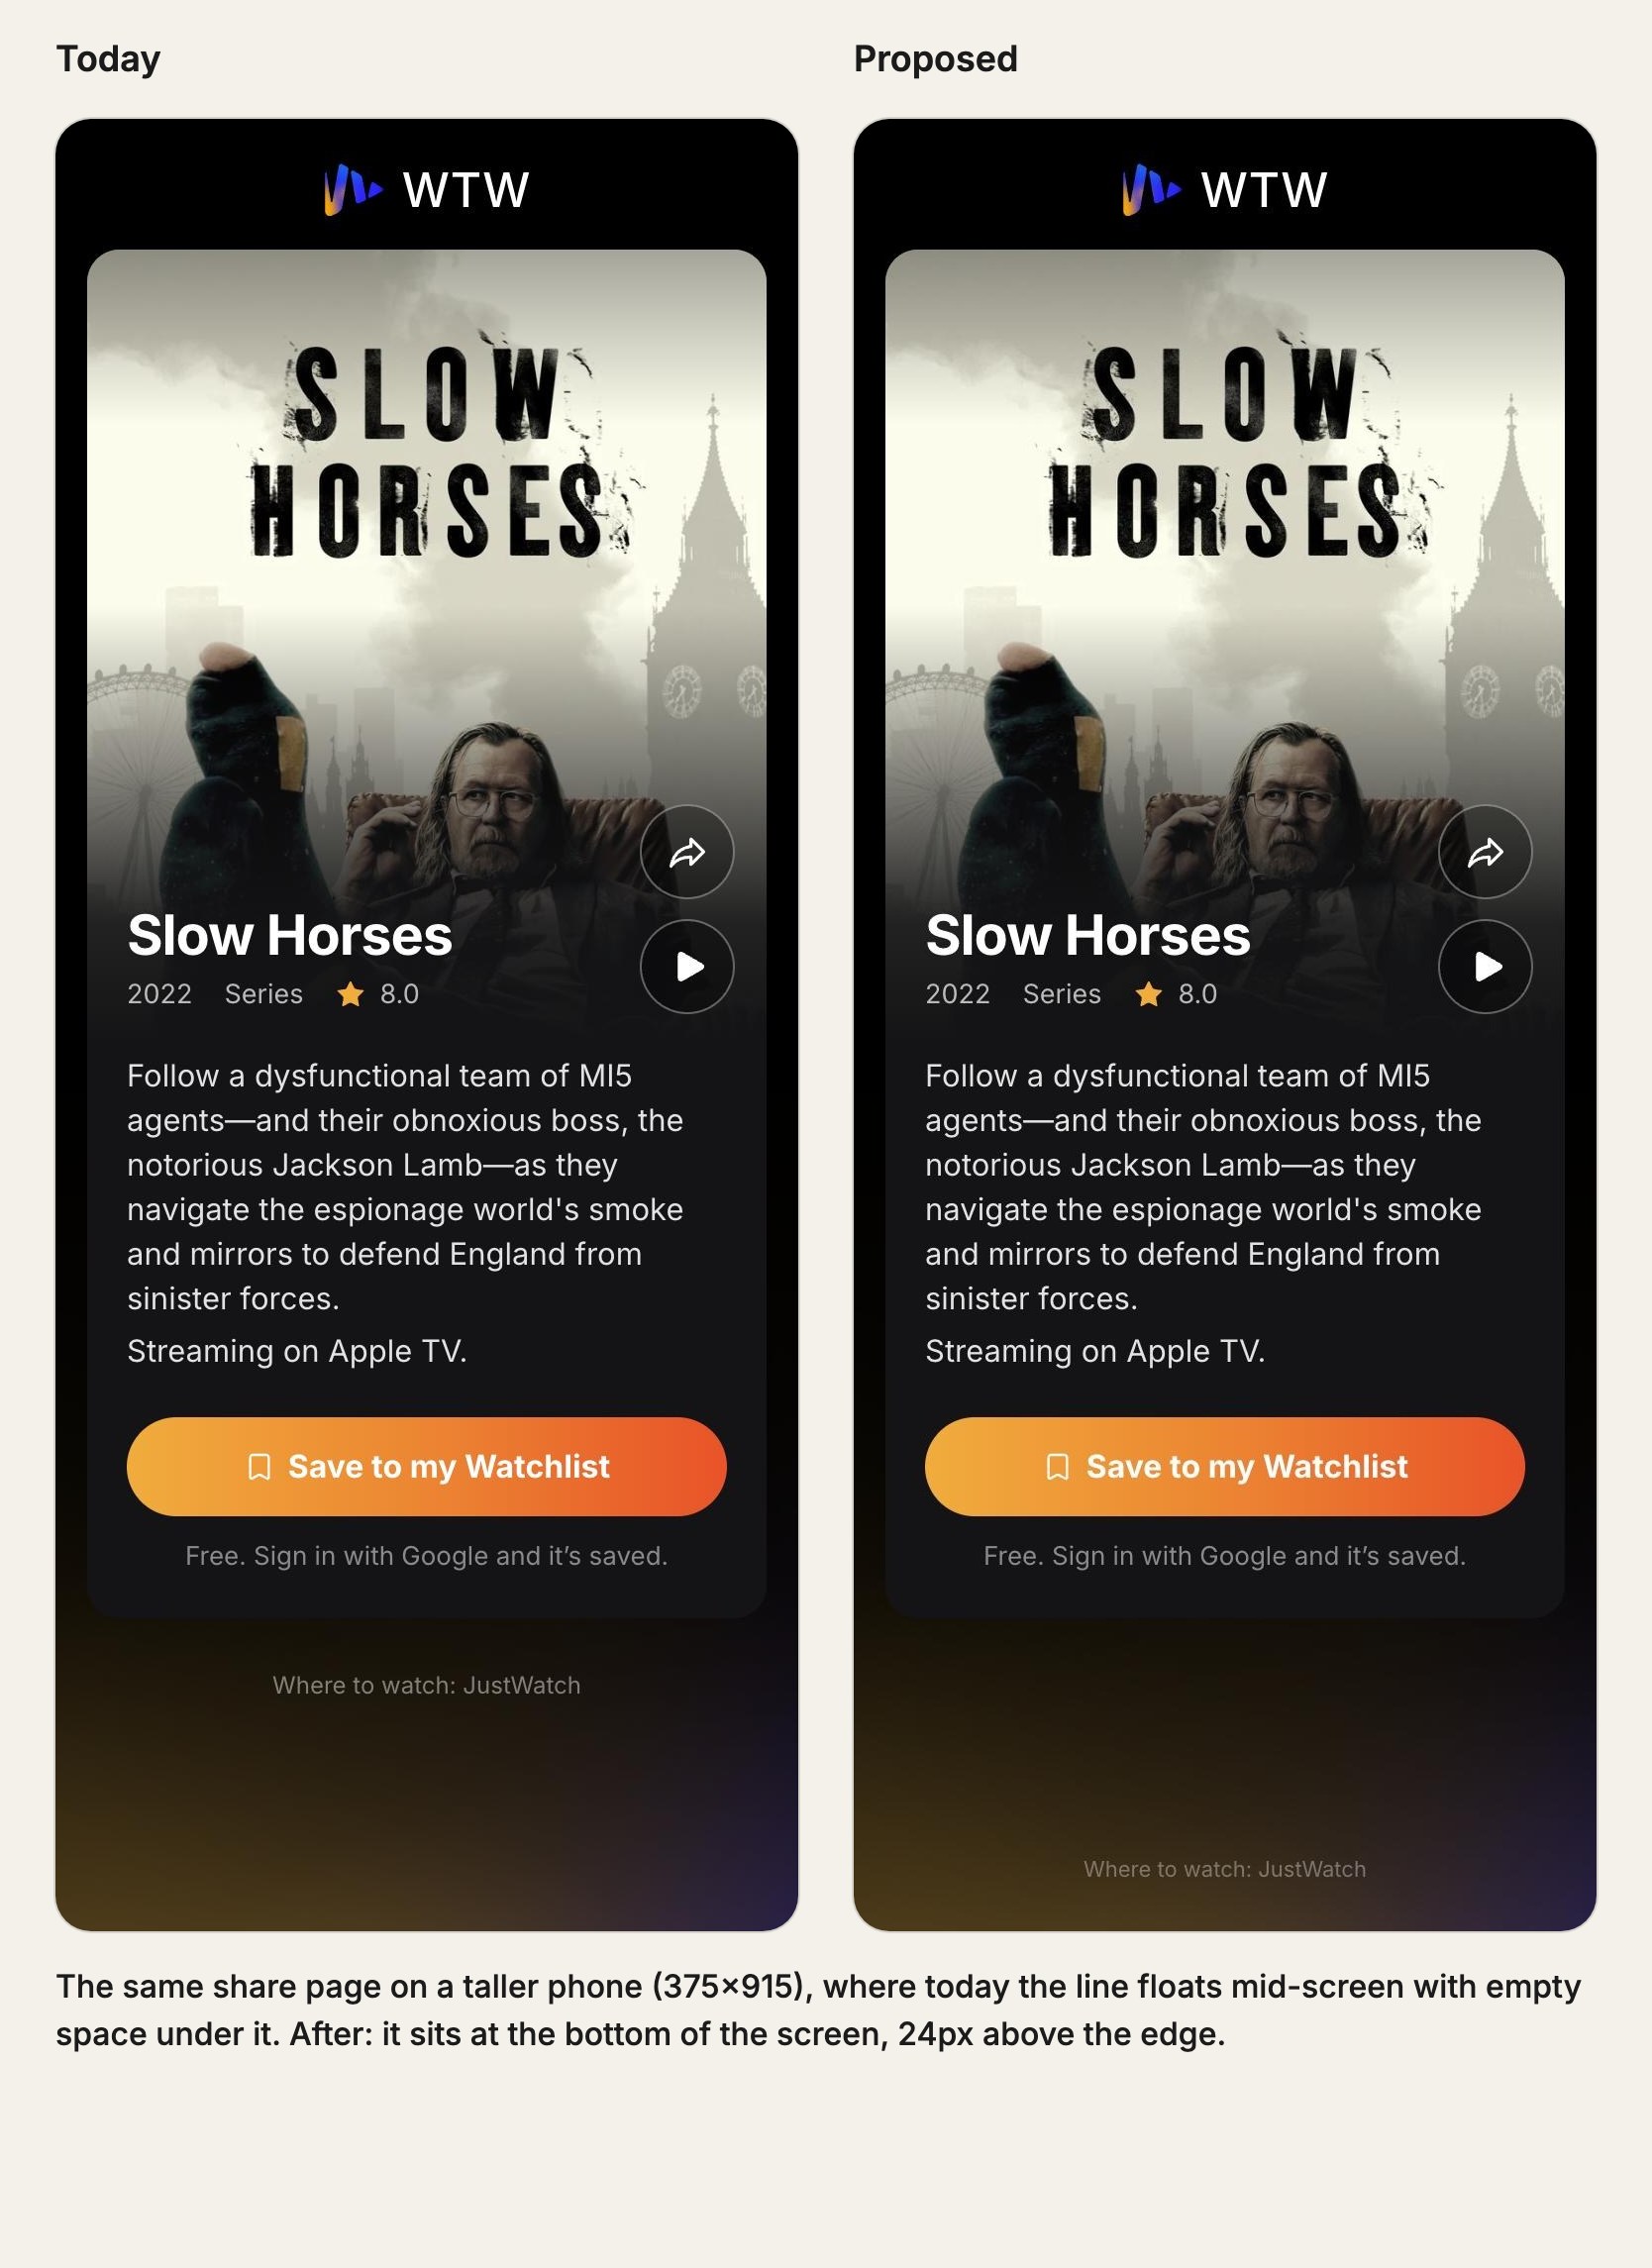 Today
WTW
SLOW
HORSES
Slow Horses
2022 Series 8.0
Follow a dysfunctional team of MI5
agents—and their obnoxious boss, the
notorious Jackson Lamb—as they
navigate the espionage world's smoke
and mirrors to defend England from
sinister forces.
Streaming on Apple TV.
Save to my Watchlist
Free. Sign in with Google and it’s saved.
Where to watch: JustWatch
Proposed
WTW
SLOW
HORSES
Slow Horses
2022 Series 8.0
Follow a dysfunctional team of MI5
agents—and their obnoxious boss, the
notorious Jackson Lamb—as they
navigate the espionage world's smoke
and mirrors to defend England from
sinister forces.
Streaming on Apple TV.
Save to my Watchlist
Free. Sign in with Google and it’s saved.
Where to watch: JustWatch
The same share page on a taller phone (375×915), where today the line floats mid-screen with empty
space under it. After: it sits at the bottom of the screen, 24px above the edge.